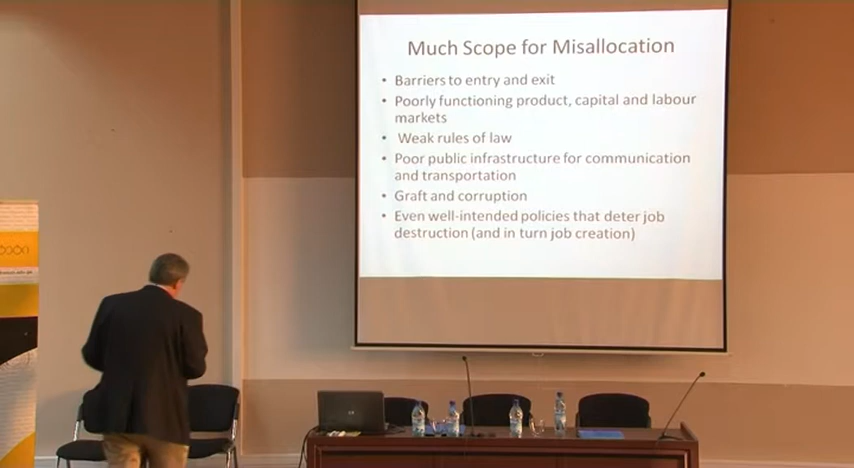 Much Scope for Misallocation
• Barriers to entry and exit
• Poorly functioning product, capital and labour
markets
• Weak rules of law
• Poor public infrastructure for communication
and transportation
• Graft and corruption
• Even well-intended policies that deter job
destruction (and in turn job creation)